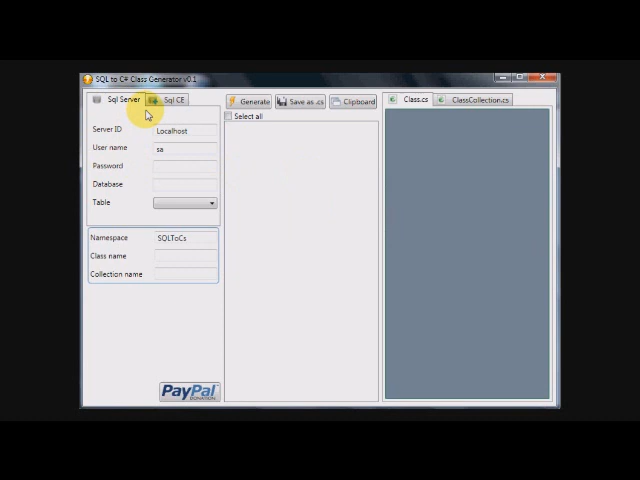 SQL to C# Class Generator v0.1
Sql Server
Sql CE
Server ID
Localhost
User name
sa
Password
Database
Table
Namespace
SQLToCs
Class name
Collection name
PayPal
DONATION
Generate
Save as .cs
Clipboard
Select all
Class.cs
ClassCollection.cs